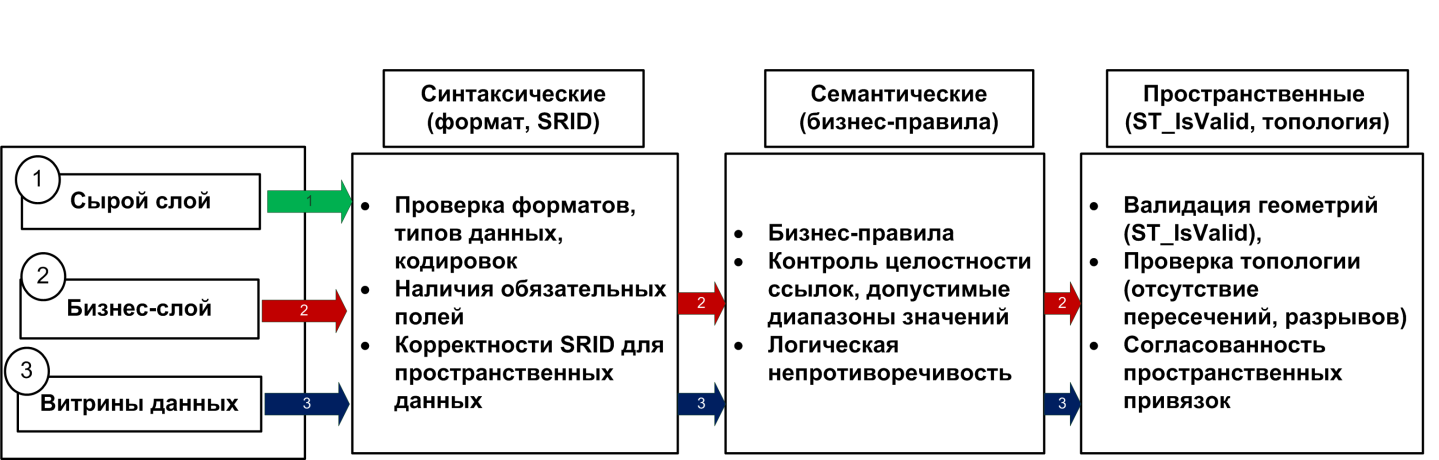 Синтаксические
(формат, SRID)
Семантические
(бизнес-правила)
Пространственные
(ST_IsValid, топология)
1
Сырой слой
1
2
Бизнес-слой
2
3
Витрины данных
3
• Проверка форматов,
типов данных,
кодировок
• Наличия обязательных
полей
• Корректности SRID для
пространственных
данных
2
3
• Бизнес-правила
• Контроль целостности
ссылок, допустимые
диапазоны значений
• Логическая
непротиворечивость
2
3
• Валидация геометрий
(ST_IsValid),
• Проверка топологии
(отсутствие
пересечений, разрывов)
• Согласованность
пространственных
привязок